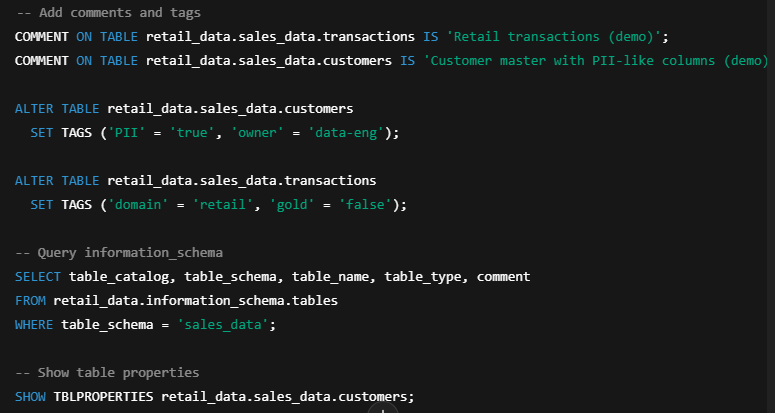 -- Add comments and tags
COMMENT ON TABLE retail_data.sales_data.transactions IS 'Retail transactions (demo)';
COMMENT ON TABLE retail_data.sales_data.customers IS 'Customer master with PII-like columns (demo)
ALTER TABLE retail_data.sales_data.customers
SET TAGS ('PII' = 'true', 'owner' = 'data-eng');
ALTER TABLE retail_data.sales_data.transactions
SET TAGS ('domain' = 'retail', 'gold' = 'false');
-- Query information_schema
SELECT table_catalog, table_schema, table_name, table_type, comment
FROM retail_data.information_schema.tables
WHERE table_schema = 'sales_data';
-- Show table properties
SHOW TBLPROPERTIES retail_data.sales_data.customers;